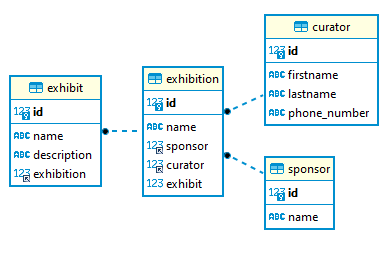 exhibit
123 id
ABC name
ABC description
123 exhibition
exhibition
123 id
ABC name
123 sponsor
123 curator
123 exhibit
curator
123 id
ABC firstname
ABC lastname
ABC phone_number
sponsor
123 id
ABC name